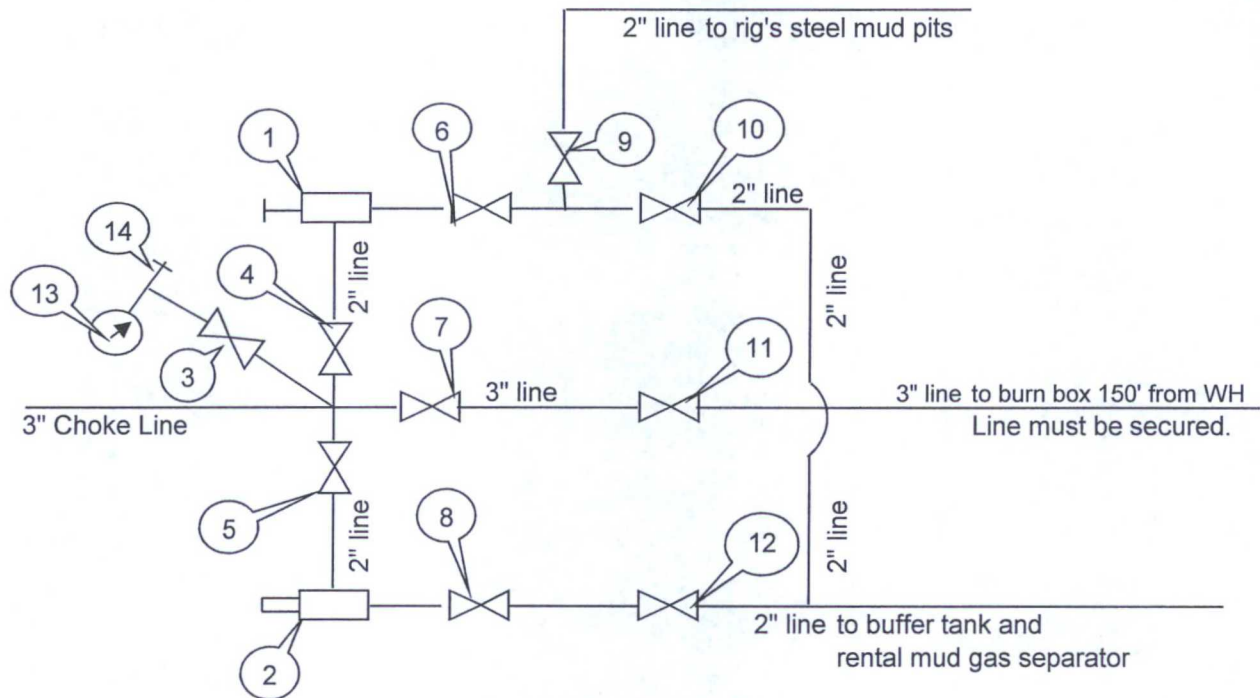 2" line to rig's steel mud pits
1
6
9
10
2" line
14
2" line
4
2" line
13
7
11
3
3" line
3" line to burn box 150' from WH
3" Choke Line
Line must be secured.
5
2" line
8
12
2" line
2
2" line to buffer tank and
rental mud gas separator